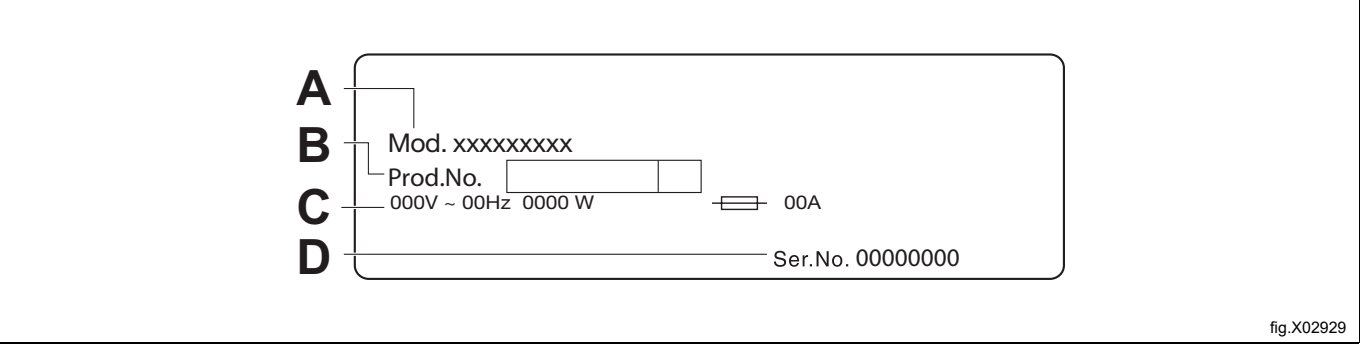 A
Mod. xxxxxxxxx
B
Prod.No.
C
000V ~ 00Hz 0000 W 00A
D
Ser.No. 00000000
fig.X02929